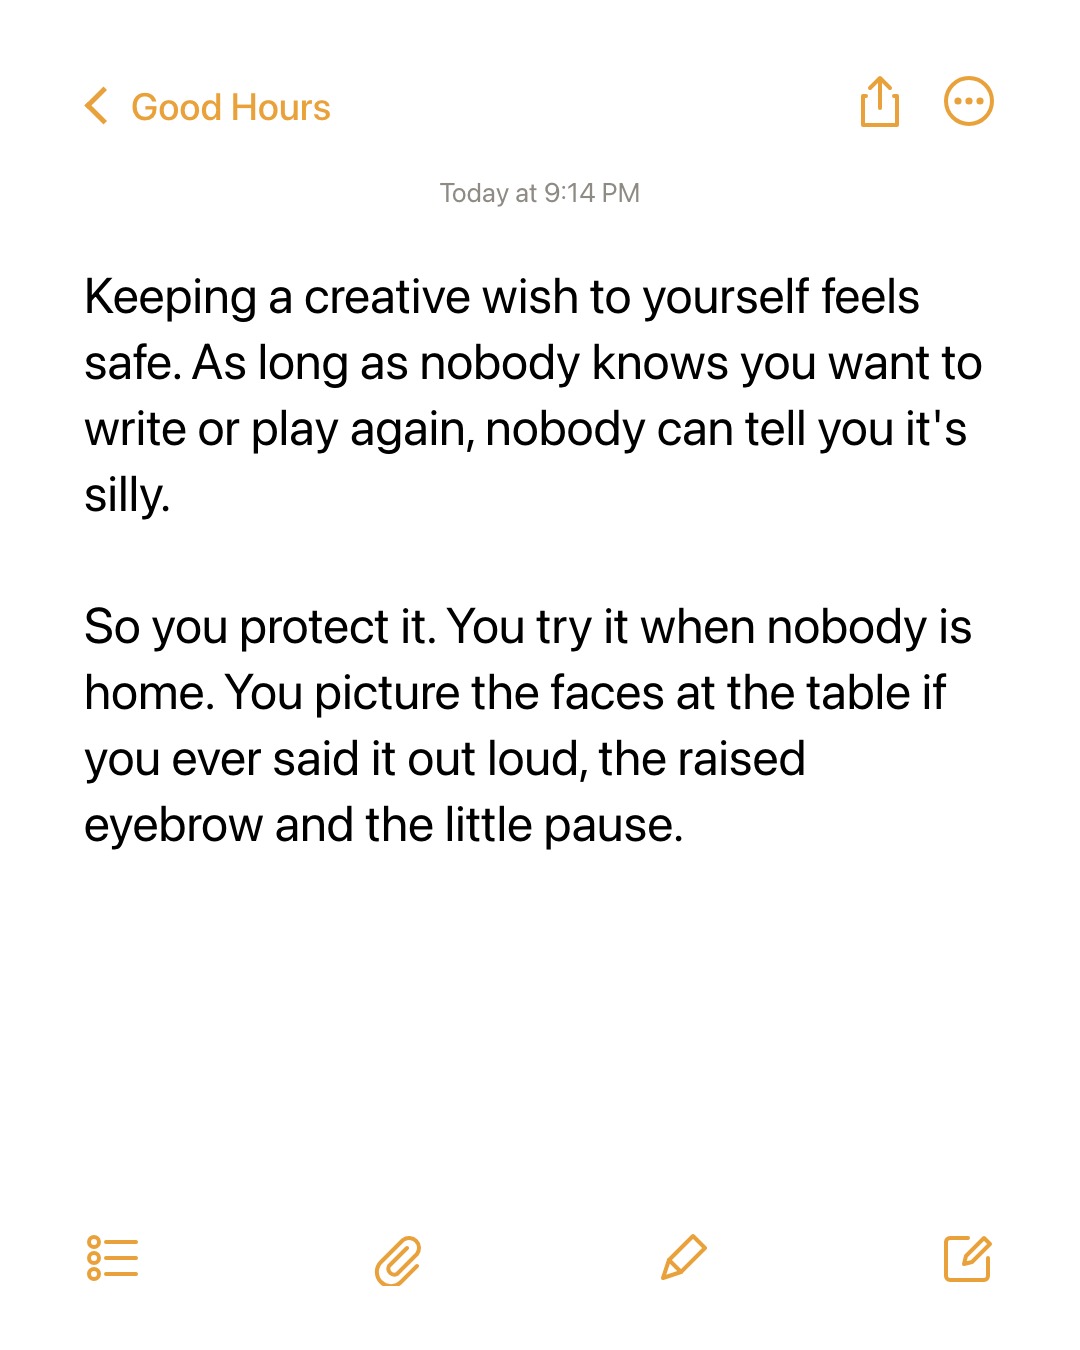 Good Hours
Today at 9:14 PM
Keeping a creative wish to yourself feels
safe. As long as nobody knows you want to
write or play again, nobody can tell you it's
silly.
So you protect it. You try it when nobody is
home. You picture the faces at the table if
you ever said it out loud, the raised
eyebrow and the little pause.